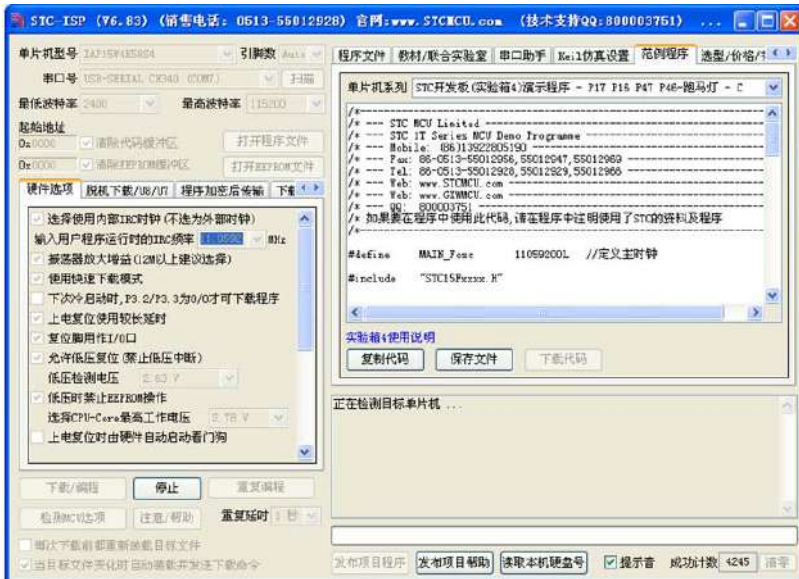 STC-ISP (V6.83) (销售电话: 0513-55012928) 官网:www.STCMCU.com (技术支持QQ:800003751) ...
单片机型号 IAP15W4K58S4 引脚数 Auto
串口号 USB-SERIAL CH340 (COM7) 扫描
最低波特率 2400 最高波特率 115200
起始地址
0x0000 清除代码缓冲区 打开程序文件
0x0000 清除EEPROM缓冲区 打开EEPROM文件
硬件选项 脱机下载/U8/U7 程序加密后传输
选择使用内部IRC时钟(不选为外部时钟)
输入用户程序运行时的IRC频率 11.0592 MHz
振荡器放大增益(12M以上建议选择)
使用快速下载模式
下次冷启动时,P3.2/P3.3为0/0才可下载程序
上电复位使用较长延时
复位脚用作I/O口
允许低压复位(禁止低压中断)
低压检测电压 2.63 V
低压时禁止EEPROM操作
选择CPU-Core最高工作电压 2.78 V
上电复位时由硬件自动启动看门狗
下载/编程 停止 重复编程
检测MCU选项 注意/帮助 重复延时 1 秒
每次下载前都重新装载目标文件
当目标文件变化时自动装载并发送下载命令
程序文件 教材/联合实验室 串口助手 Keil仿真设置 范例程序 选型/价格/
单片机系列 STC开发板(实验箱4)演示程序 - P17 P16 P47 P46-跑马灯 - C
/*---
/* --- STC MCU Limited ---
/* --- STC 1T Series MCU Demo Programme ---
/* --- Mobile: (86)13922805190 ---
/* --- Fax: 86-0513-55012956,55012947,55012969 ---
/* --- Tel: 86-0513-55012928,55012929,55012966 ---
/* --- Web: www.STCMCU.com ---
/* --- Web: www.GXWMCU.com ---
/* --- QQ: 800003751 ---
/* 如果要在程序中使用此代码,请在程序中注明使用了STC的资料及程序
/*---
#define MAIN_Fosc 11059200L //定义主时钟
#include "STC15Fxxxx.H"
实验箱4使用说明
复制代码 保存文件 下载代码
正在检测目标单片机 ...
发布项目程序 发布项目帮助 读取本机硬盘号 提示音 成功计数 4245 清零